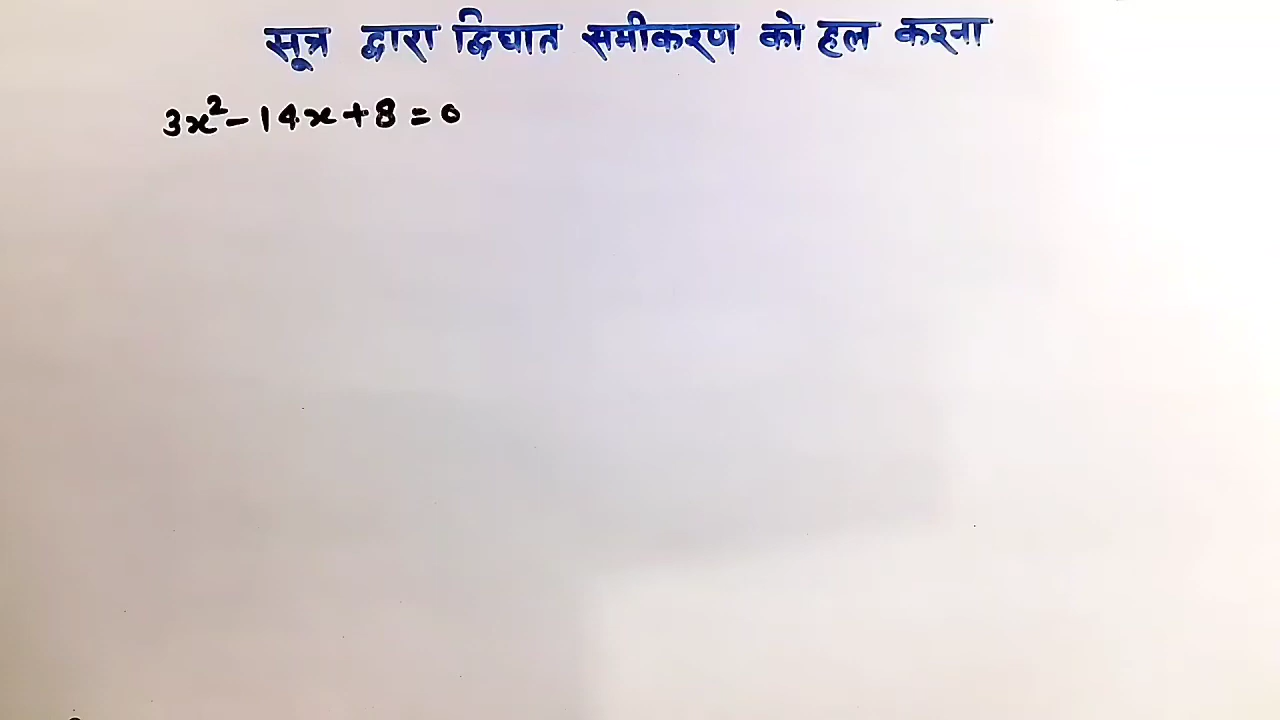 सूत्र द्वारा द्विघात समीकरण को हल करना
3x² - 14x + 8 = 0